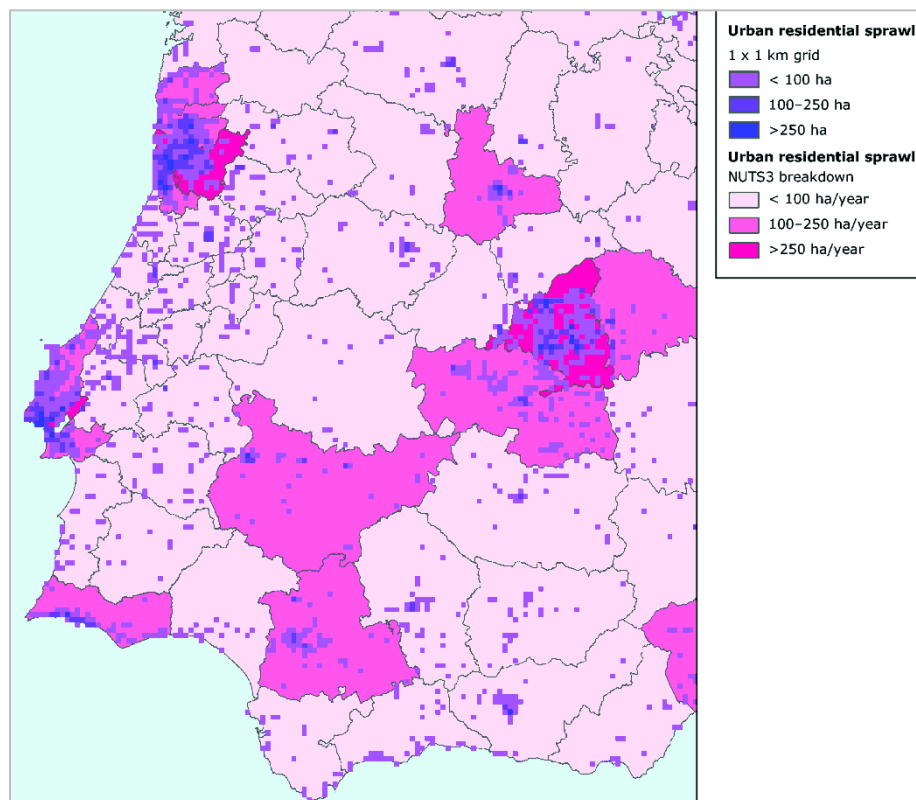 Urban residential sprawl
1 x 1 km grid
< 100 ha
100–250 ha
>250 ha
Urban residential sprawl
NUTS3 breakdown
< 100 ha/year
100–250 ha/year
>250 ha/year